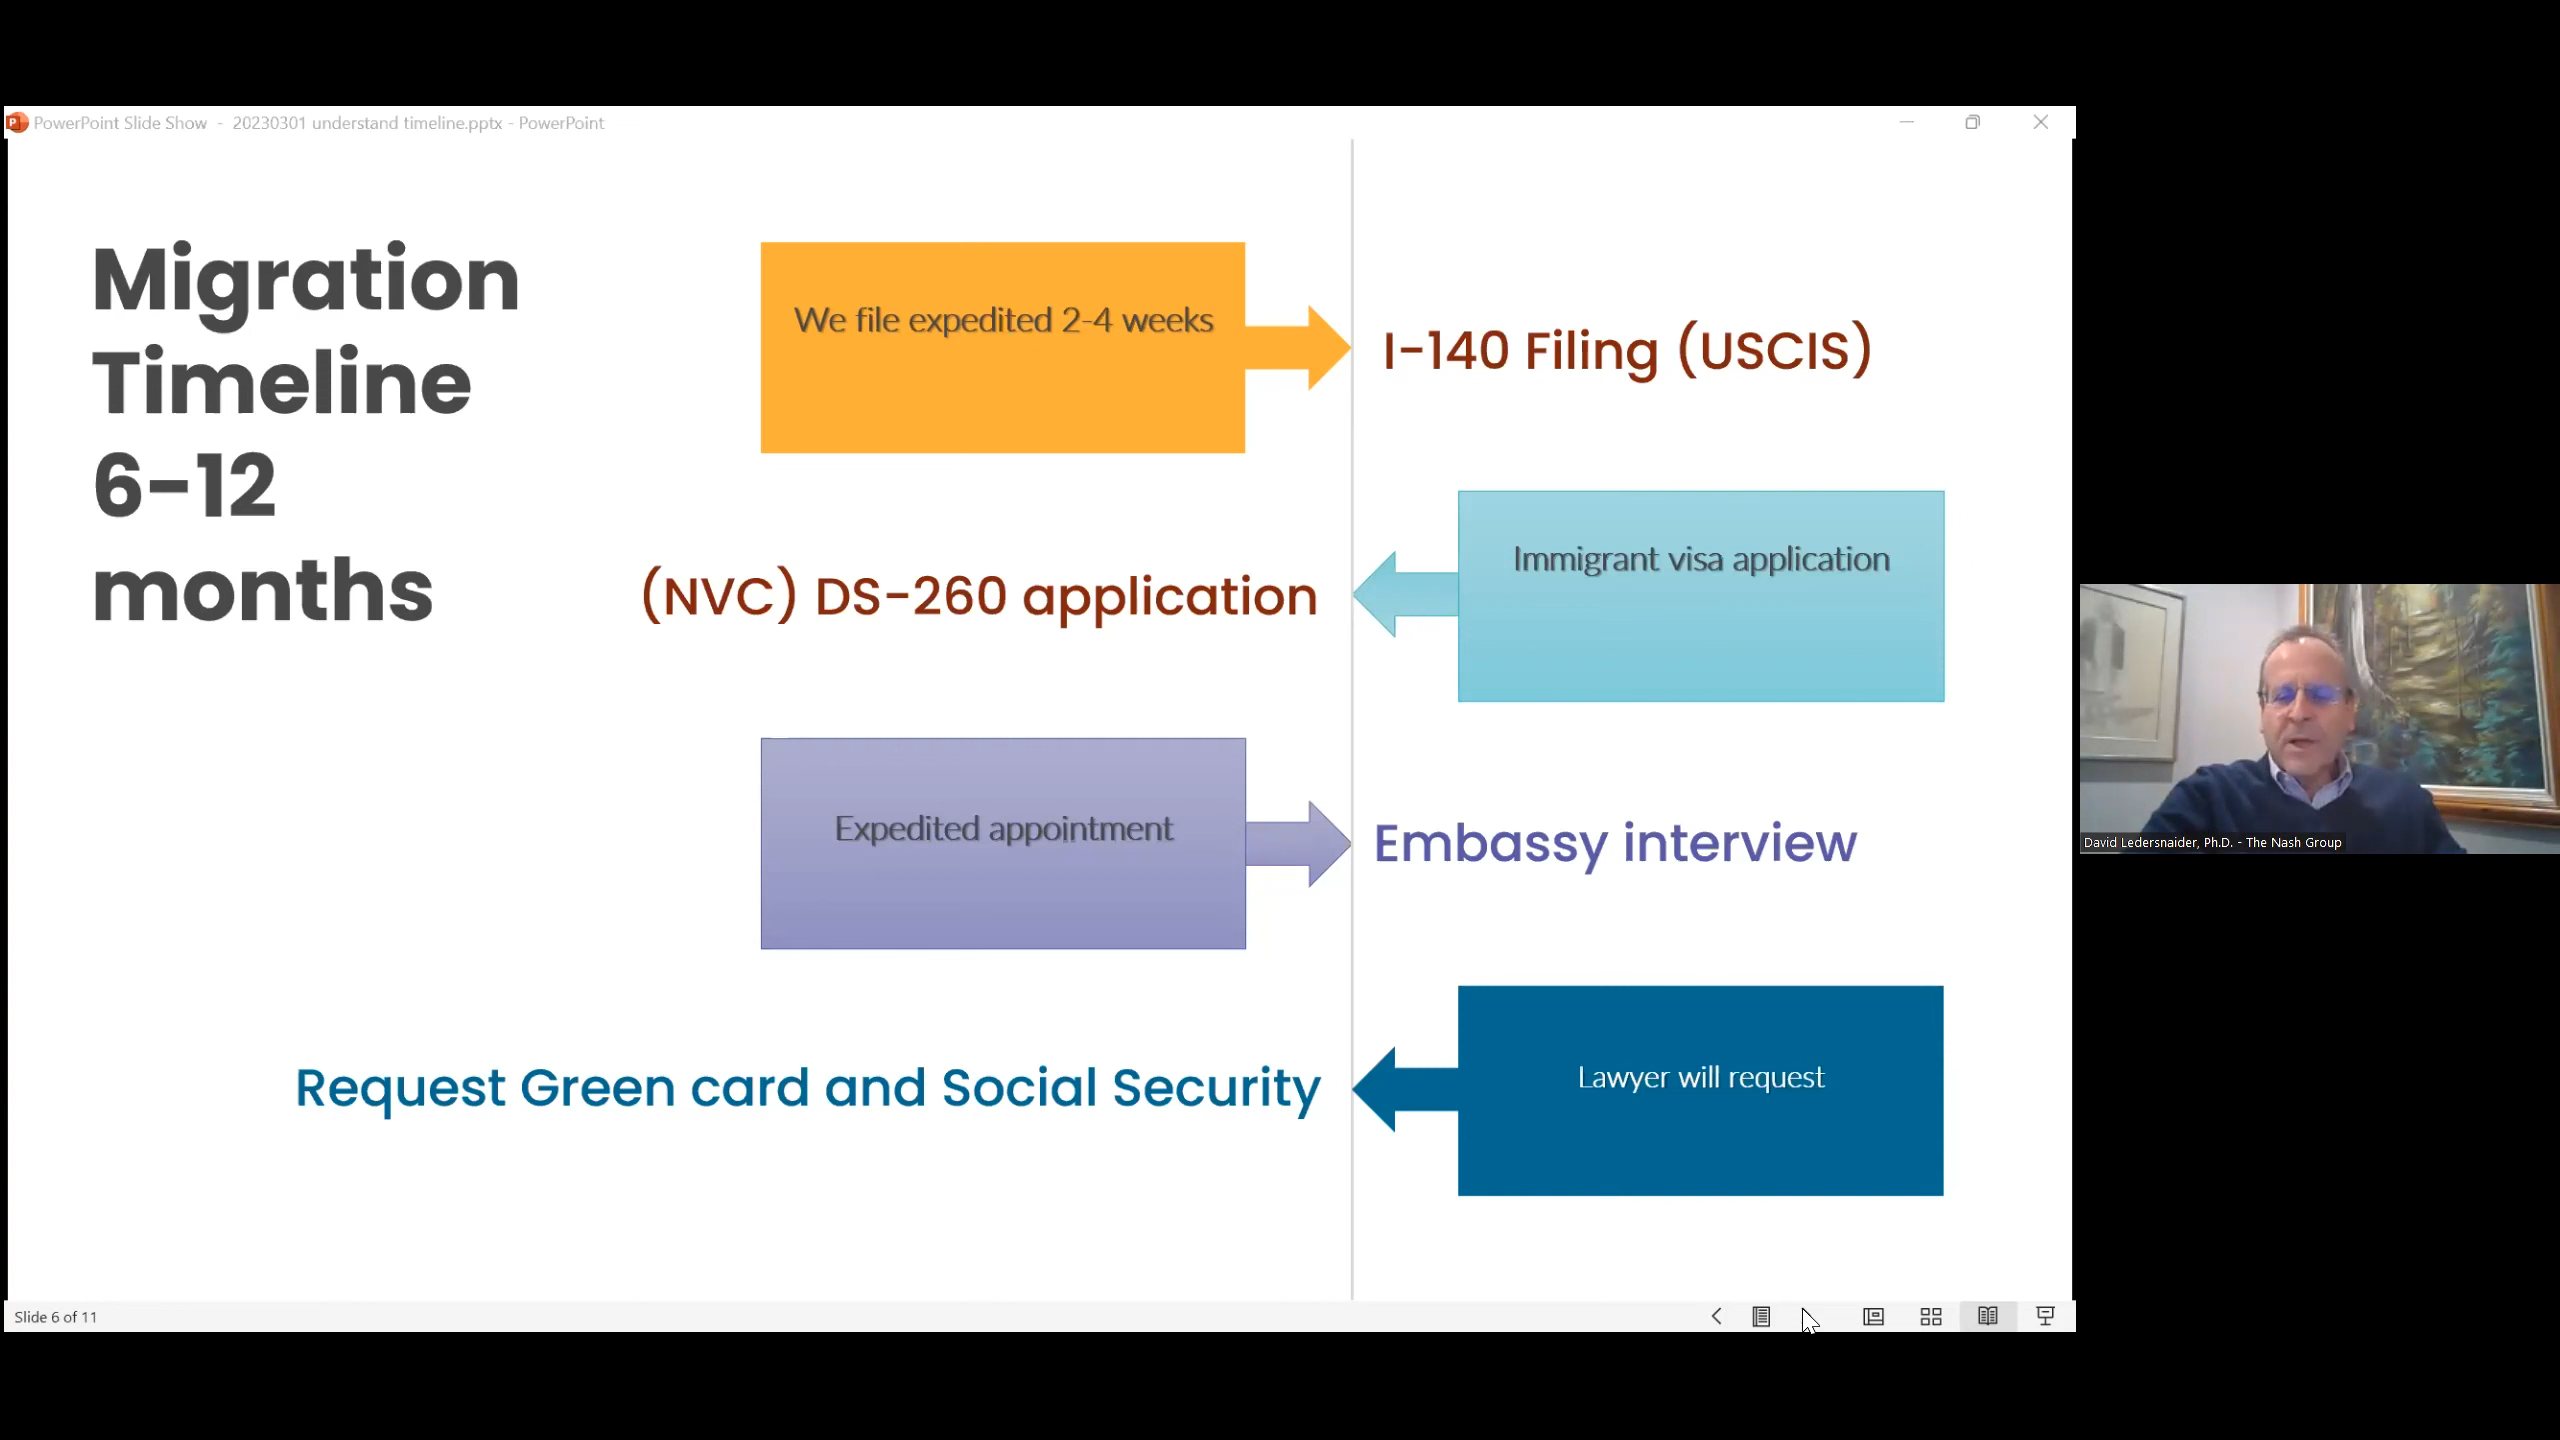 PowerPoint Slide Show - 20230301 understand timeline.pptx - PowerPoint
Migration
Timeline
6-12
months
We file expedited 2-4 weeks
I-140 Filing (USCIS)
Immigrant visa application
(NVC) DS-260 application
Expedited appointment
Embassy interview
Lawyer will request
Request Green card and Social Security
David Ledersnaider, Ph.D. - The Nash Group
Slide 6 of 11